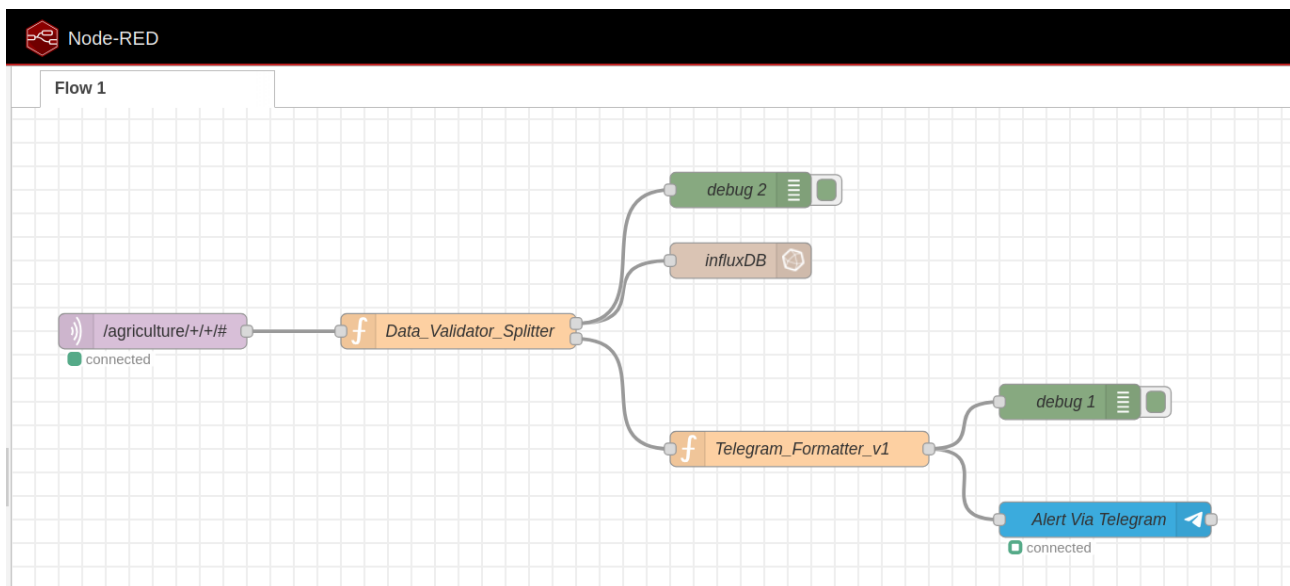 Node-RED
Flow 1
debug 2
influxDB
/agriculture/+/+/#
Data_Validator_Splitter
connected
debug 1
Telegram_Formatter_v1
Alert Via Telegram
connected